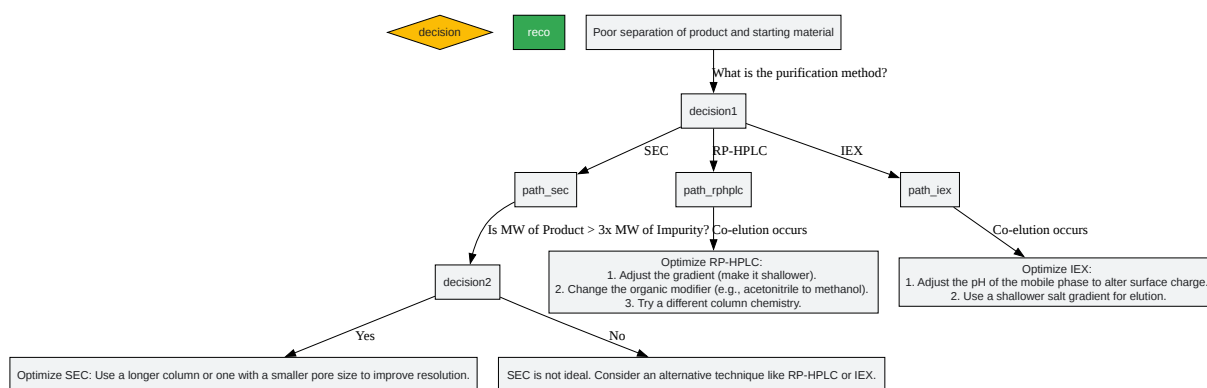 decision
reco
Poor separation of product and starting material
What is the purification method?
decision1
SEC
RP-HPLC
IEX
path_sec
path_rphplc
path_iex
Is MW of Product > 3x MW of Impurity?
Co-elution occurs
Co-elution occurs
decision2
Optimize RP-HPLC:
1. Adjust the gradient (make it shallower).
2. Change the organic modifier (e.g., acetonitrile to methanol).
3. Try a different column chemistry.
Optimize IEX:
1. Adjust the pH of the mobile phase to alter surface charge.
2. Use a shallower salt gradient for elution.
Yes
No
Optimize SEC: Use a longer column or one with a smaller pore size to improve resolution.
SEC is not ideal. Consider an alternative technique like RP-HPLC or IEX.